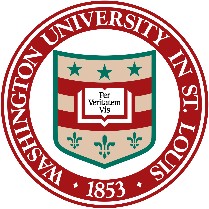 WASHINGTON UNIVERSITY IN ST. LOUIS
Per
Veritatem
Vis
· 1853 ·